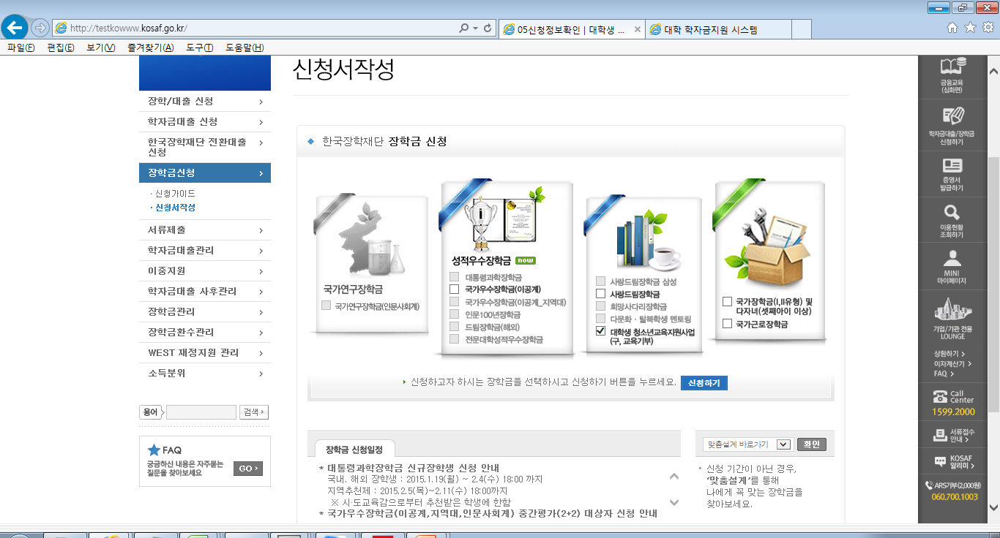 http://testkowww.kosaf.go.kr/
05신청정보확인 | 대학생 ...
대학 학자금지원 시스템
파일(F) 편집(E) 보기(V) 즐겨찾기(A) 도구(T) 도움말(H)
신청서작성
장학/대출 신청
학자금대출 신청
한국장학재단 전환대출
신청
장학금신청
· 신청가이드
· 신청서작성
서류제출
학자금대출관리
이중지원
학자금대출 사후관리
장학금관리
장학금환수관리
WEST 재정지원 관리
소득분위
용어
검색
FAQ
궁금하신 내용은 자주묻는
질문을 찾아보세요
GO
한국장학재단 장학금 신청
국가연구장학금
국가연구장학금(인문사회계)
성적우수장학금 now
대통령과학장학금
국가우수장학금(이공계)
국가우수장학금(이공계_지역대)
인문100년장학금
드림장학금(해외)
전문대학성적우수장학금
사랑드림장학금 삼성
사랑드림장학금
희망사다리장학금
다문화 · 탈북학생 멘토링
대학생 청소년교육지원사업
(구, 교육기부)
국가장학금(I,II유형) 및
다자녀(셋째아이 이상)
국가근로장학금
신청하고자 하시는 장학금을 선택하시고 신청하기 버튼을 누르세요.
신청하기
장학금 신청일정
* 대통령과학장학금 신규장학생 신청 안내
국내, 해외 장학생 : 2015.1.19(월) ~ 2.4(수) 18:00 까지
지역추천제 : 2015.2.5(목)~2.11(수) 18:00까지
※ 시·도교육감으로부터 추천받은 학생에 한함
* 국가우수장학금(이공계,지역대,인문사회계) 중간평가(2+2) 대상자 신청 안내
맞춤설계 바로가기
확인
신청 기간이 아닌 경우,
'맞춤설계'를 통해
나에게 꼭 맞는 장학금을
찾아보세요.
금융교육
(심화편)
학자금대출/장학금
신청하기
증명서
발급하기
이용현황
조회하기
MINI
마이페이지
기업/기관 전용
LOUNGE
상환하기
이자계산기
FAQ
Call
Center
1599.2000
서류접수
안내
KOSAF
알리미
ARS기부(2,000원)
060.700.1003